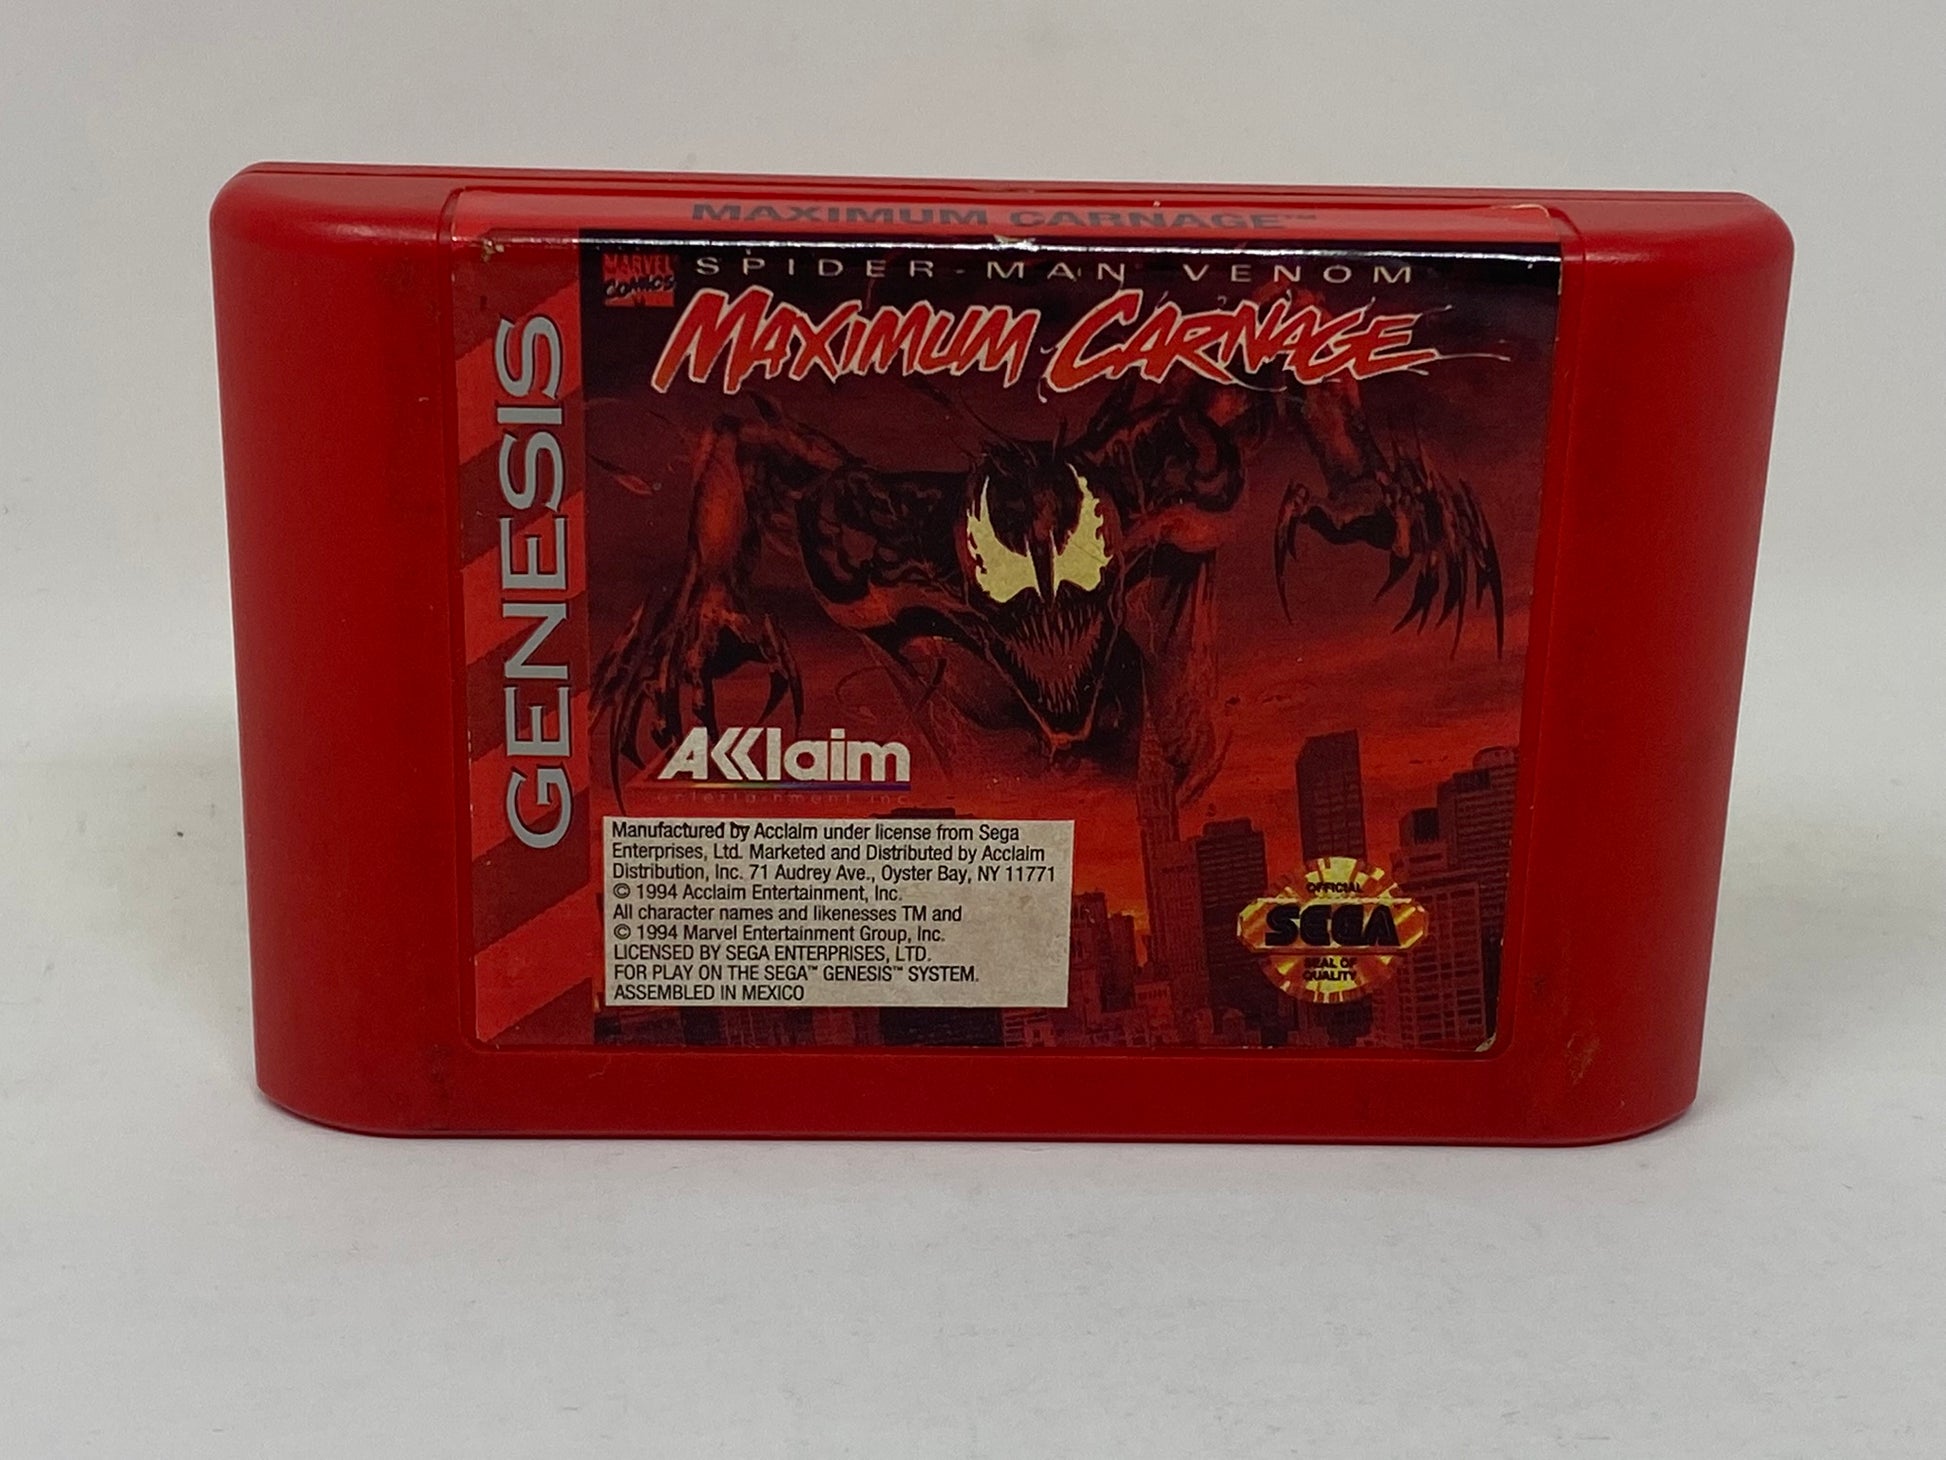 MAXIMUM CARNAGE™
MARVEL
COMICS
SPIDER-MAN VENOM
MAXIMUM CARNAGE
GENESIS
AKKlaim
entertainment inc
Manufactured by Acclaim under license from Sega
Enterprises, Ltd. Marketed and Distributed by Acclaim
Distribution, Inc. 71 Audrey Ave., Oyster Bay, NY 11771
© 1994 Acclaim Entertainment, Inc.
All character names and likenesses TM and
© 1994 Marvel Entertainment Group, Inc.
LICENSED BY SEGA ENTERPRISES, LTD.
FOR PLAY ON THE SEGA™ GENESIS™ SYSTEM.
ASSEMBLED IN MEXICO
OFFICIAL
SEGA
SEAL OF
QUALITY